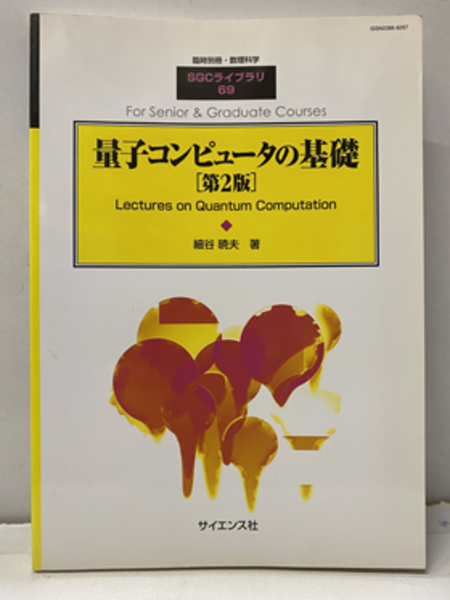 ISSN0386-8257
臨時別冊・数理科学
SGCライブラリ
69
For Senior & Graduate Courses
量子コンピュータの基礎
[第2版]
Lectures on Quantum Computation
細谷 暁夫 著
サイエンス社